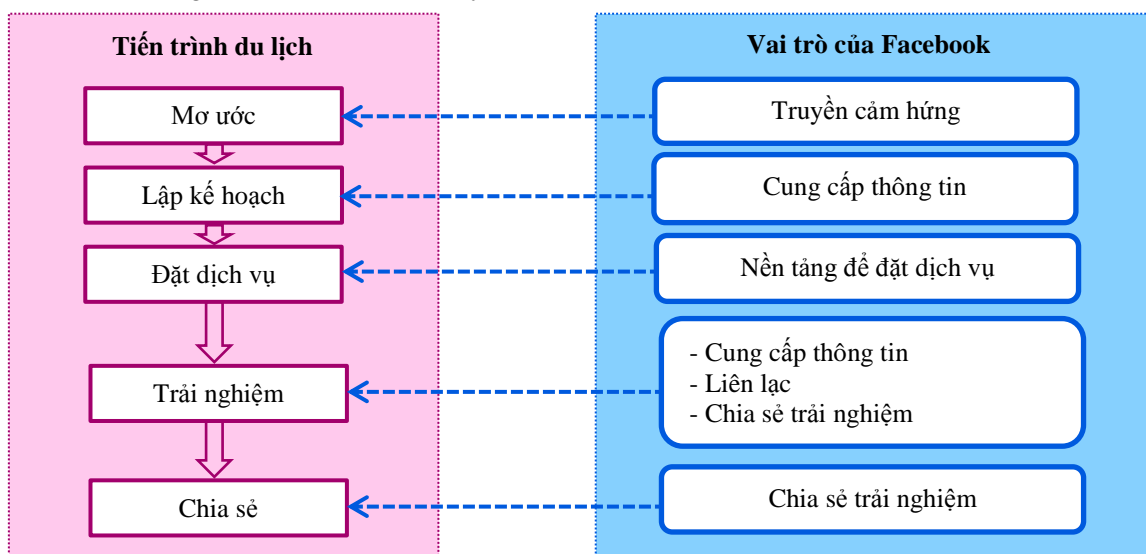 Tiến trình du lịch
Mơ ước
Lập kế hoạch
Đặt dịch vụ
Trải nghiệm
Chia sẻ
Vai trò của Facebook
Truyền cảm hứng
Cung cấp thông tin
Nền tảng để đặt dịch vụ
- Cung cấp thông tin
- Liên lạc
- Chia sẻ trải nghiệm
Chia sẻ trải nghiệm